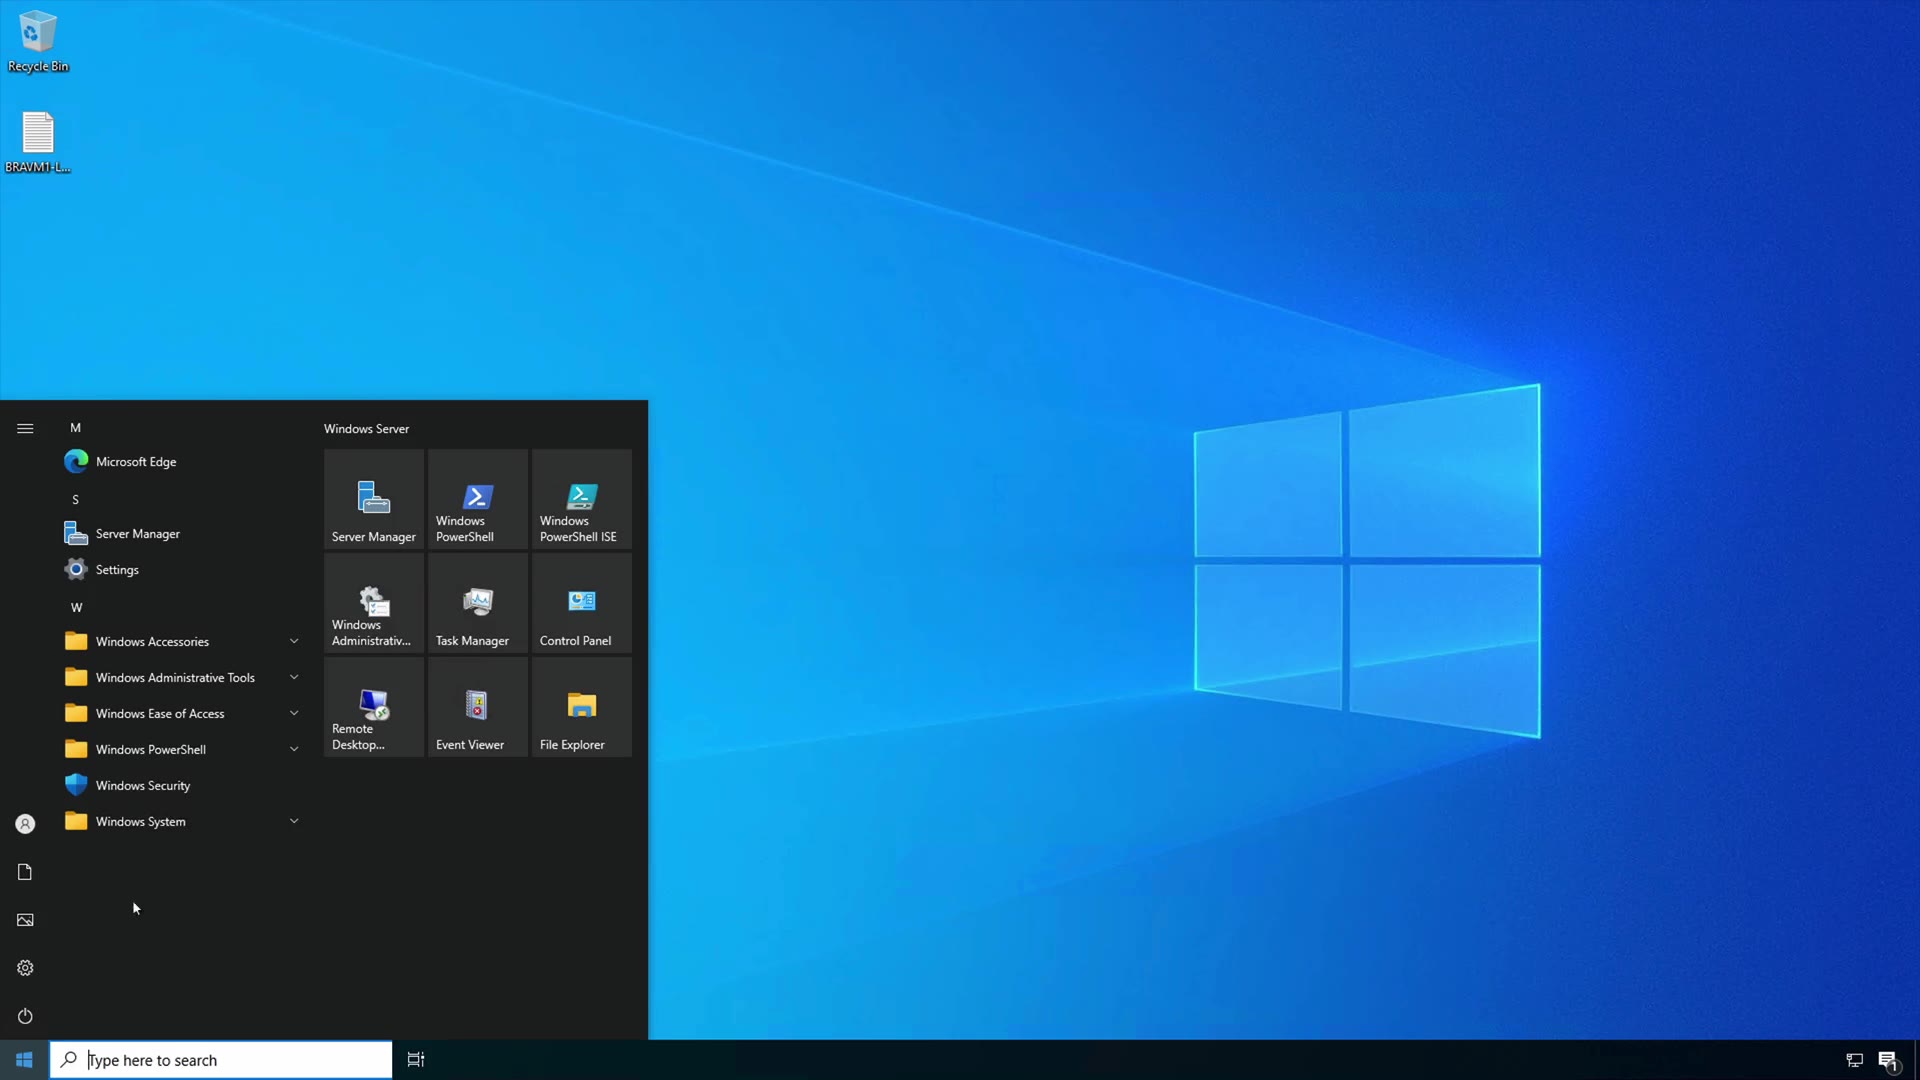 Recycle Bin
BRAVM1-L...
M
Microsoft Edge
S
Server Manager
Settings
W
Windows Accessories
Windows Administrative Tools
Windows Ease of Access
Windows PowerShell
Windows Security
Windows System
Windows Server
Server Manager
Windows
PowerShell
Windows
PowerShell ISE
Windows
Administrativ...
Task Manager
Control Panel
Remote
Desktop...
Event Viewer
File Explorer
Type here to search
1